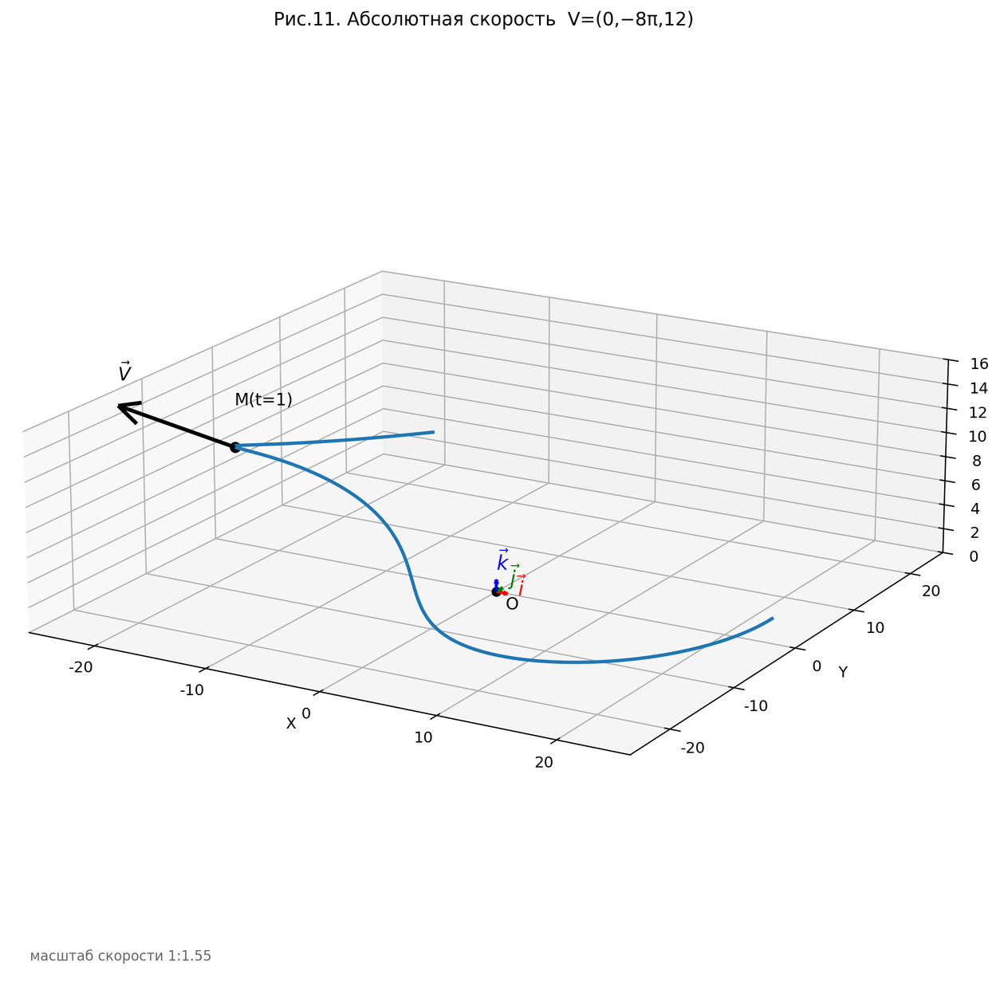 Рис.11. Абсолютная скорость V=(0,−8π,12)
V
M(t=1)
16
14
12
10
8
6
4
2
0
k
j
i
O
20
10
0
-10
-20
Y
-20
-10
0
10
20
X
масштаб скорости 1:1.55